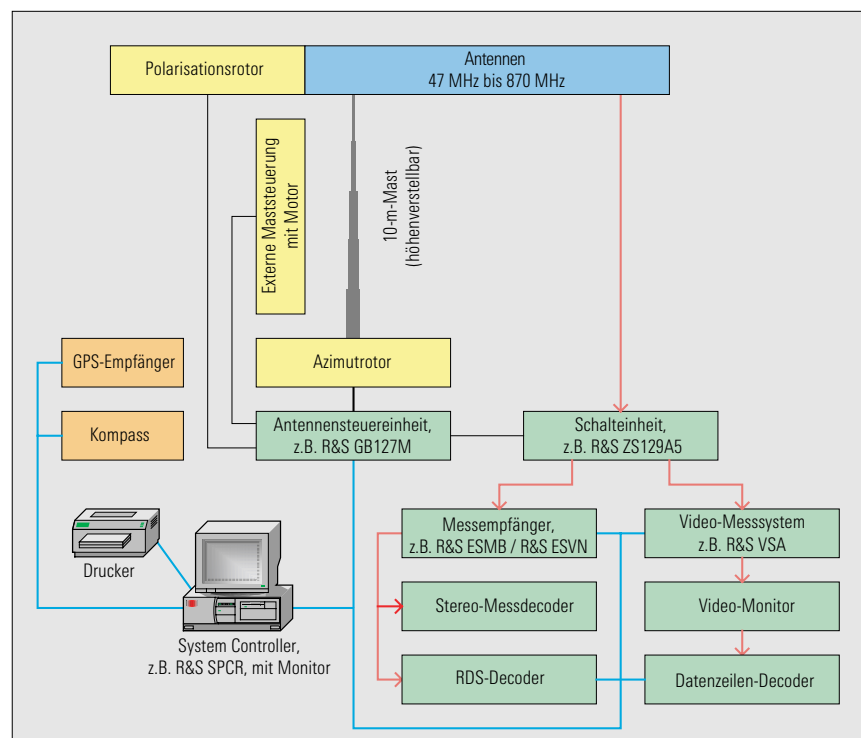 Polarisationsrotor
Antennen
47 MHz bis 870 MHz
Externe Maststeuerung
mit Motor
10-m-Mast
(höhenverstellbar)
GPS-Empfänger
Azimutrotor
Kompass
Antennensteuereinheit,
z.B. R&S GB127M
Schalteinheit,
z.B. R&S ZS129A5
Messempfänger,
z.B. R&S ESMB / R&S ESVN
Video-Messsystem
z.B. R&S VSA
Drucker
Stereo-Messdecoder
Video-Monitor
System Controller,
z.B. R&S SPCR, mit Monitor
RDS-Decoder
Datenzeilen-Decoder